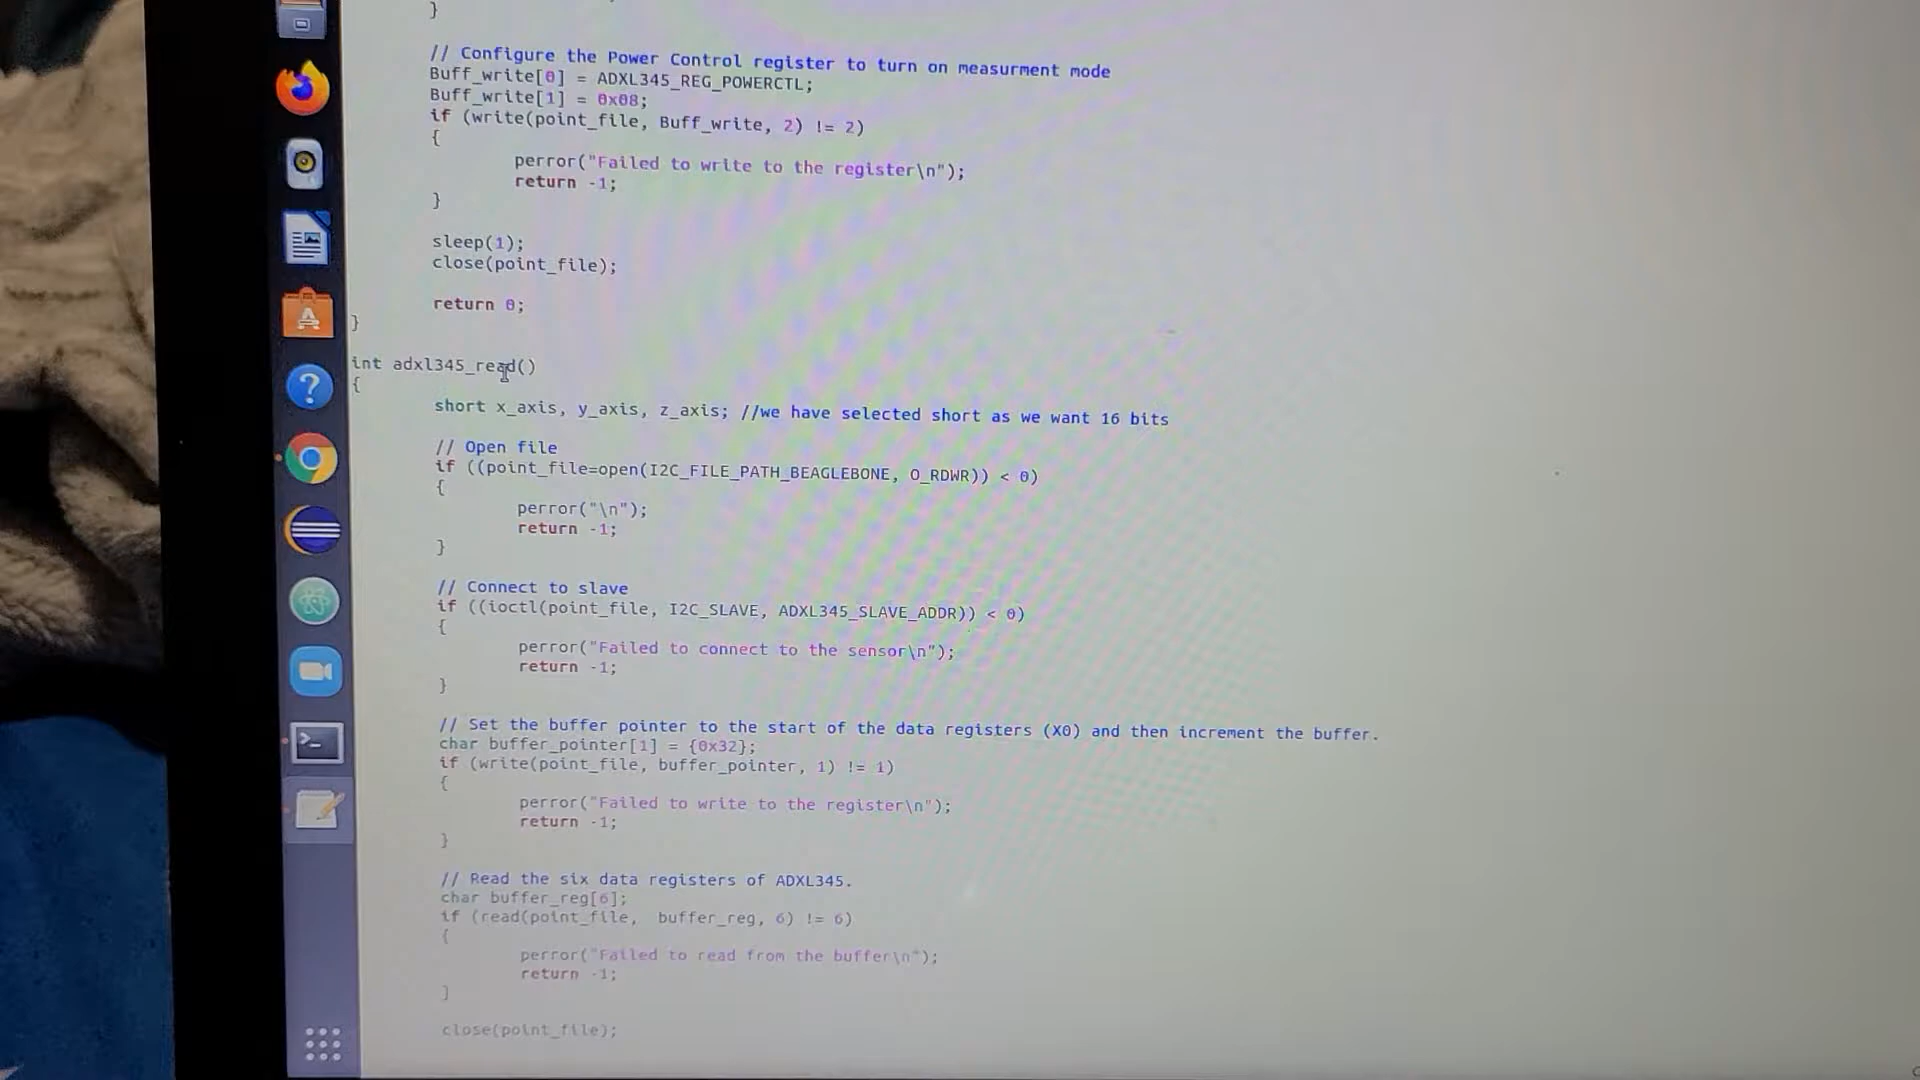 }
// Configure the Power Control register to turn on measurment mode
Buff_write[0] = ADXL345_REG_POWERCTL;
Buff_write[1] = 0x08;
if (write(point_file, Buff_write, 2) != 2)
{
perror("Failed to write to the register\n");
return -1;
}
sleep(1);
close(point_file);
return 0;
}
int adxl345_read()
{
short x_axis, y_axis, z_axis; //we have selected short as we want 16 bits
// Open file
if ((point_file=open(I2C_FILE_PATH_BEAGLEBONE, O_RDWR)) < 0)
{
perror("\n");
return -1;
}
// Connect to slave
if ((ioctl(point_file, I2C_SLAVE, ADXL345_SLAVE_ADDR)) < 0)
{
perror("Failed to connect to the sensor\n");
return -1;
}
// Set the buffer pointer to the start of the data registers (X0) and then increment the buffer.
char buffer_pointer[1] = {0x32};
if (write(point_file, buffer_pointer, 1) != 1)
{
perror("Failed to write to the register\n");
return -1;
}
// Read the six data registers of ADXL345.
char buffer_reg[6];
if (read(point_file,  buffer_reg, 6) != 6)
{
perror("Failed to read from the buffer\n");
return -1;
}
close(point_file);